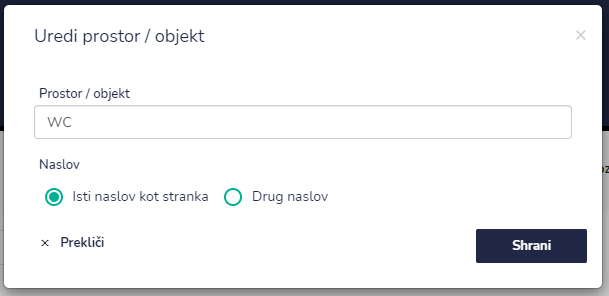 Uredi prostor / objekt
Prostor / objekt
WC
Naslov
Isti naslov kot stranka Drug naslov
Prekliči Shrani